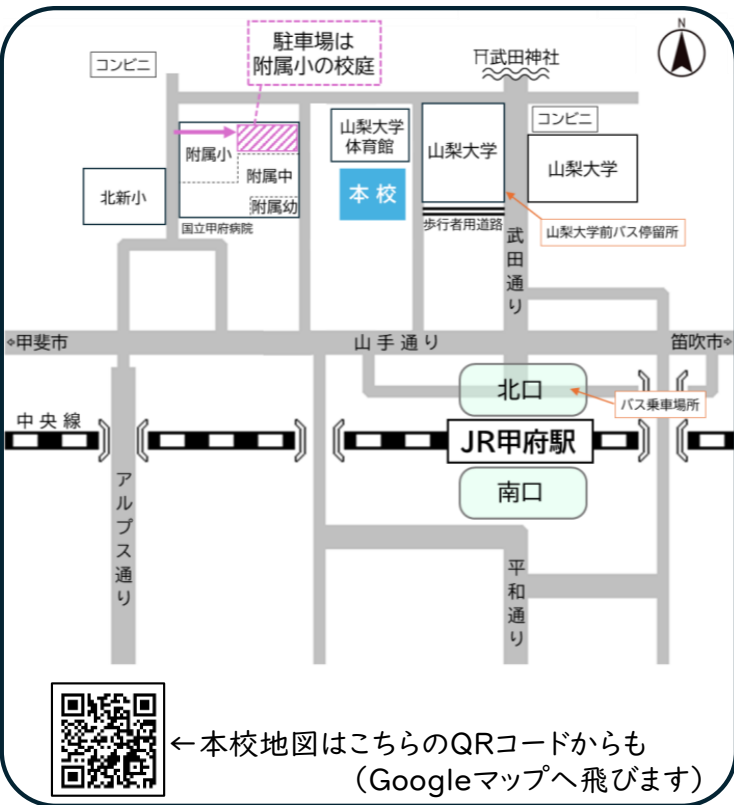 駐車場は
附属小の校庭
N
コンビニ
武田神社
コンビニ
山梨大学
体育館
山梨大学
山梨大学
附属小
附属中
附属幼
北新小
本校
国立甲府病院
歩行者用道路
山梨大学前バス停留所
武田通り
⋄甲斐市
山手通り
笛吹市⋄
北口
バス乗車場所
中央線
JR甲府駅
南口
アルプス通り
平和通り
←本校地図はこちらのQRコードからも
（Googleマップへ飛びます）